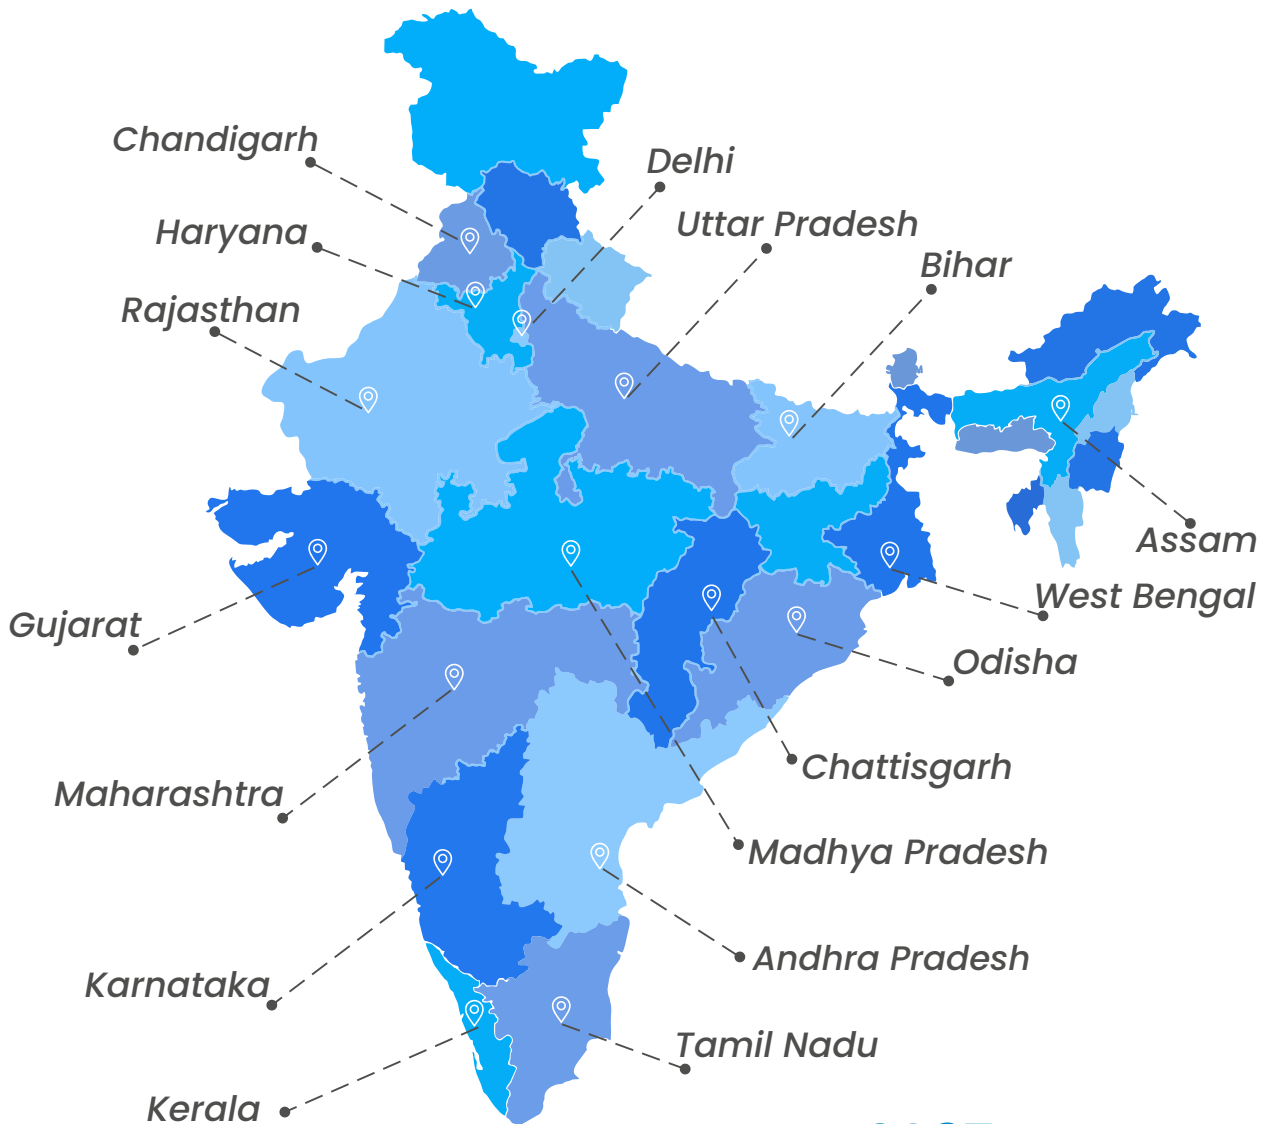 Chandigarh
Delhi
Uttar Pradesh
Haryana
Bihar
Rajasthan
Assam
West Bengal
Gujarat
Odisha
Chattisgarh
Maharashtra
Madhya Pradesh
Andhra Pradesh
Karnataka
Tamil Nadu
Kerala